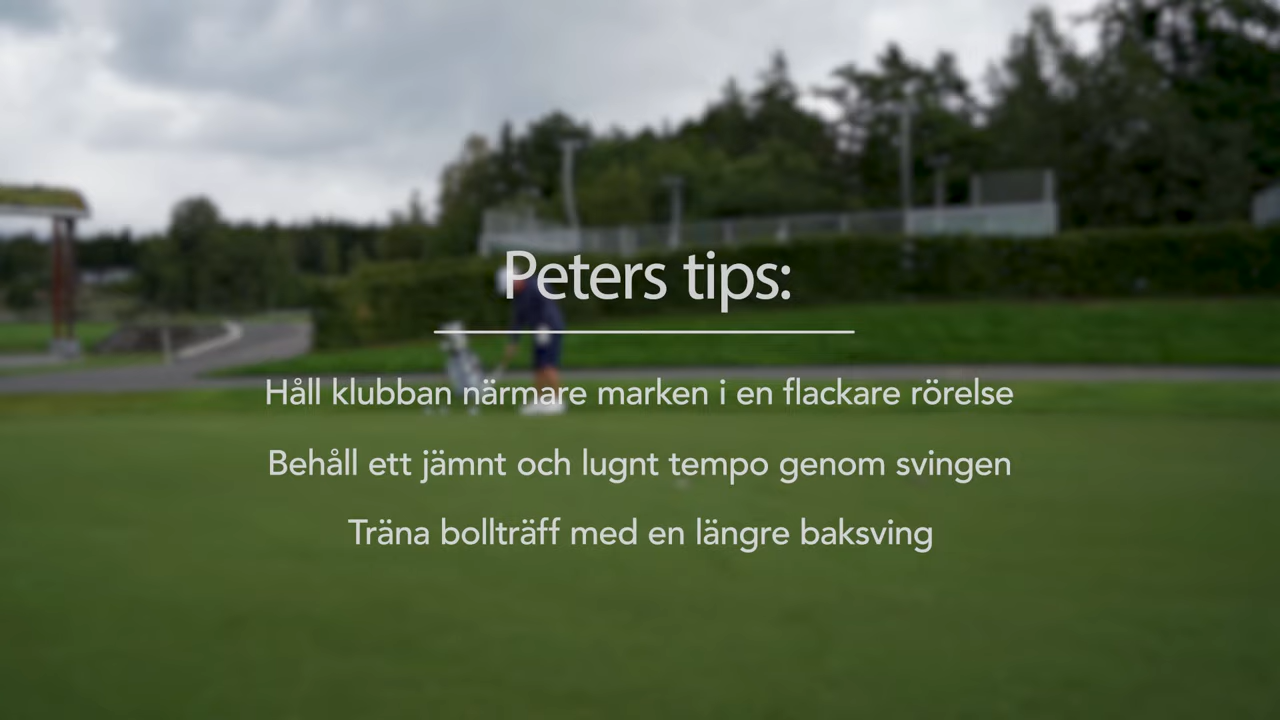 Peters tips:
Håll klubban närmare marken i en flackare rörelse
Behåll ett jämnt och lugnt tempo genom svingen
Träna bollträff med en längre baksving